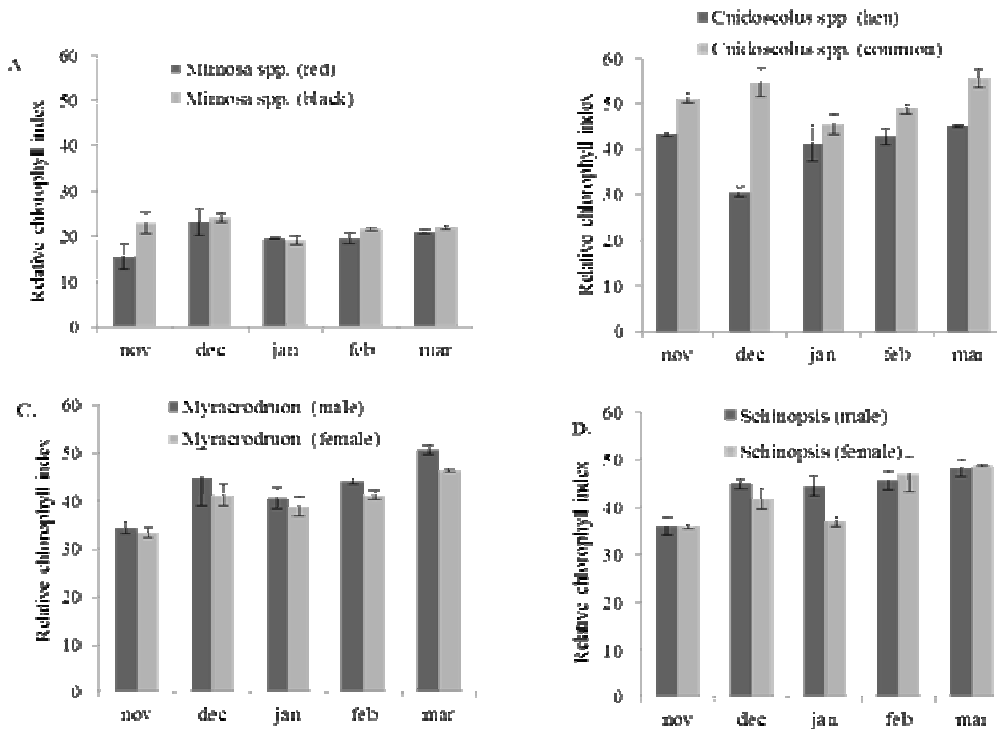 A
Mimosa spp. (red)
Mimosa spp. (black)
Relative chlorophyll index
60
50
40
30
20
10
0
nov dec jan feb mar
Cnidoscolus spp. (hen)
Cnidoscolus spp. (common)
Relative chlorophyll index
60
50
40
30
20
10
0
nov dec jan feb mar
C.
Myracrodruon (male)
Myracrodruon (female)
Relative chlorophyll index
60
50
40
30
20
10
0
nov dec jan feb mar
D.
Schinopsis (male)
Schinopsis (female)
Relative chlorophyll index
60
50
40
30
20
10
0
nov dec jan feb mar